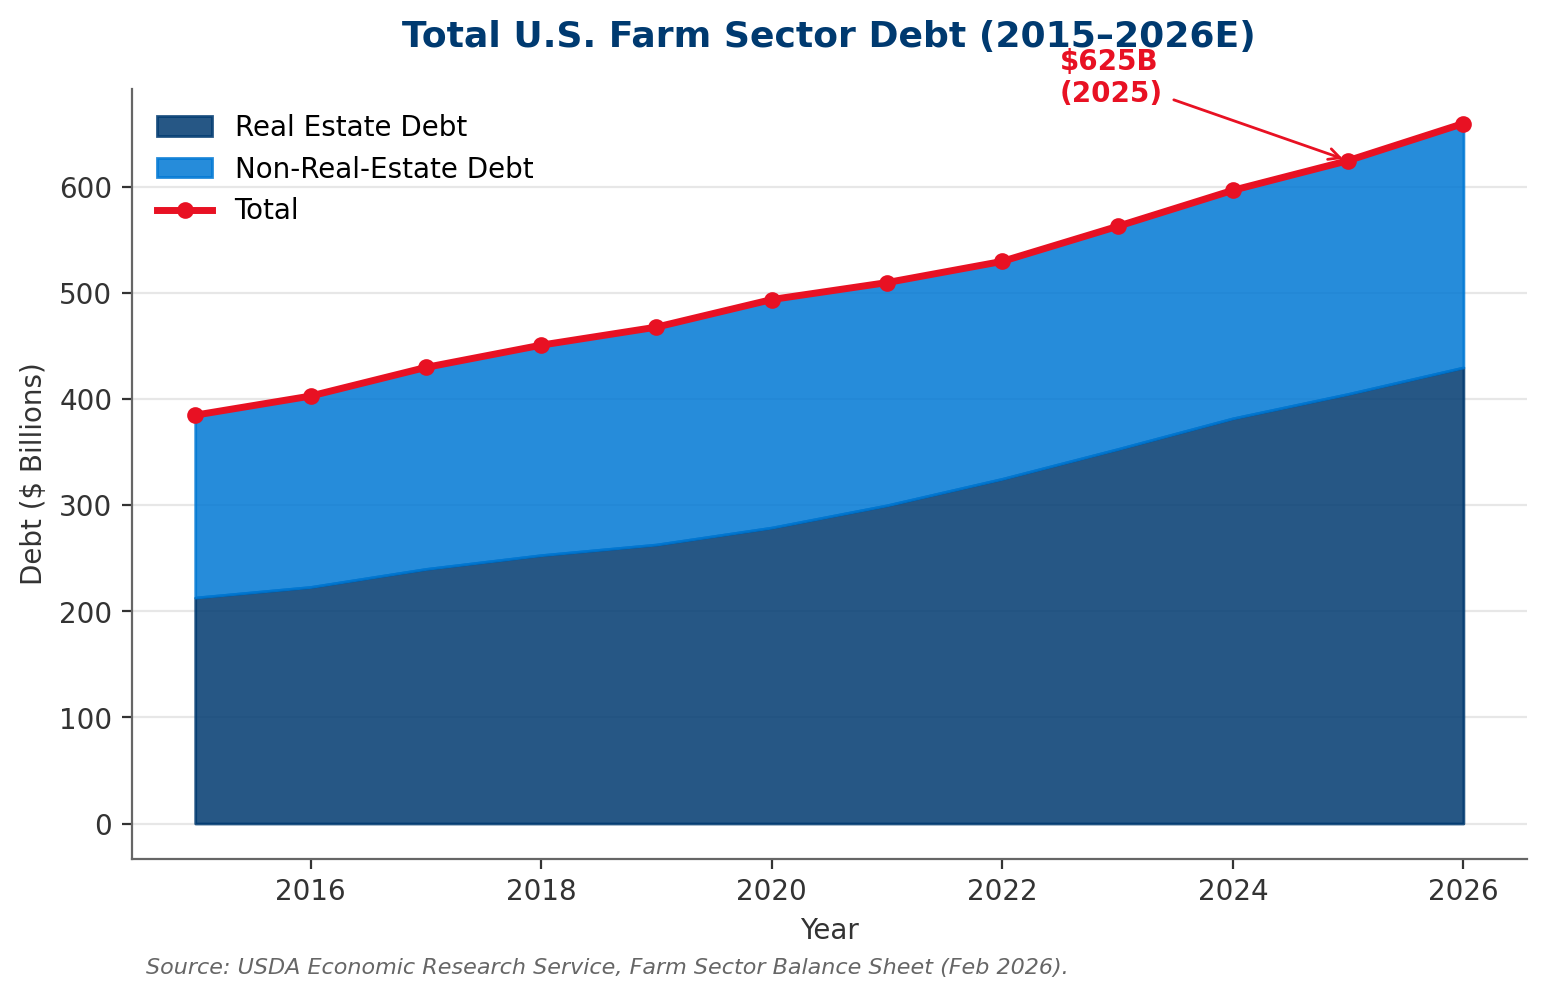 Total U.S. Farm Sector Debt (2015–2026E)
$625B
(2025)
Real Estate Debt
Non-Real-Estate Debt
Total
Debt ($ Billions)
600
500
400
300
200
100
0
2016
2018
2020
2022
2024
2026
Year
Source: USDA Economic Research Service, Farm Sector Balance Sheet (Feb 2026).